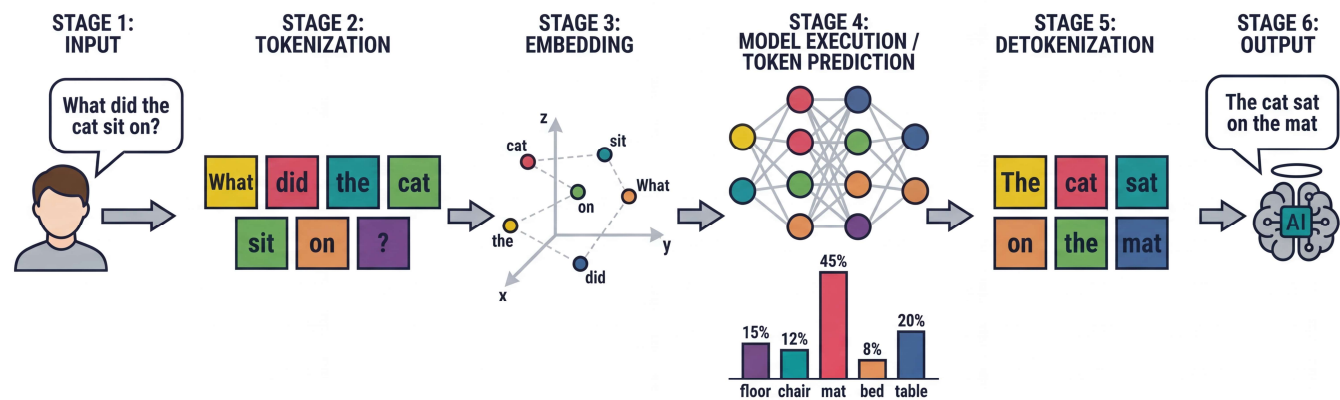 STAGE 1:
INPUT
What did the
cat sit on?
STAGE 2:
TOKENIZATION
What did the cat
sit on ?
STAGE 3:
EMBEDDING
z
cat
sit
What
on
the
y
did
x
STAGE 4:
MODEL EXECUTION /
TOKEN PREDICTION
45%
15%
12%
8%
20%
floor chair mat bed table
STAGE 5:
DETOKENIZATION
The cat sat
on the mat
STAGE 6:
OUTPUT
The cat sat
on the mat
AI